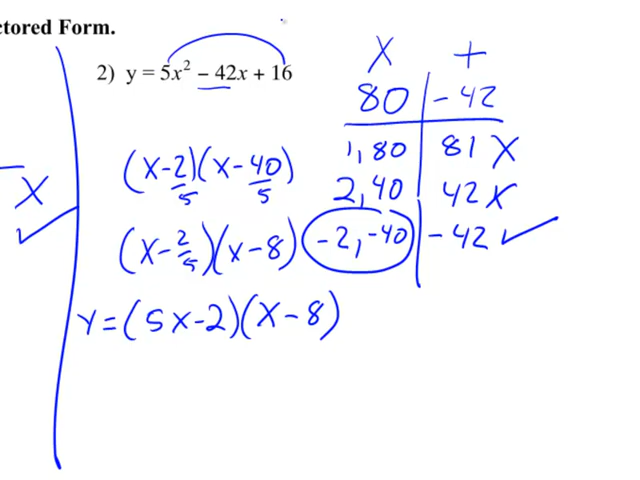 ctored Form.
2) y = 5x² – 42x + 16
X +
80 -42
1,80 81 X
(x-2/5)(x-40/5)
2,40 42 X
X
(x-2/5)(x-8) -2,-40 -42 ✓
✓
y=(5x-2)(x-8)